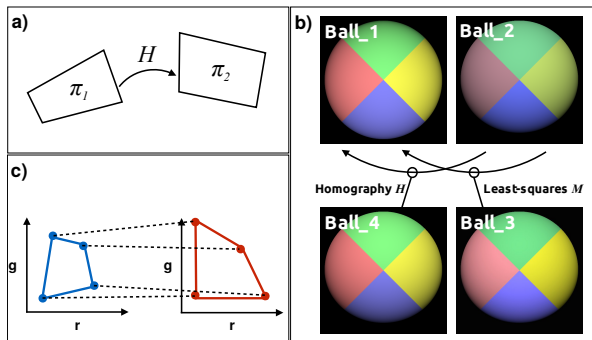 a)
H
π1
π2
b)
Ball_1
Ball_2
Homography H
Least-squares M
Ball_4
Ball_3
c)
g
r
g
r